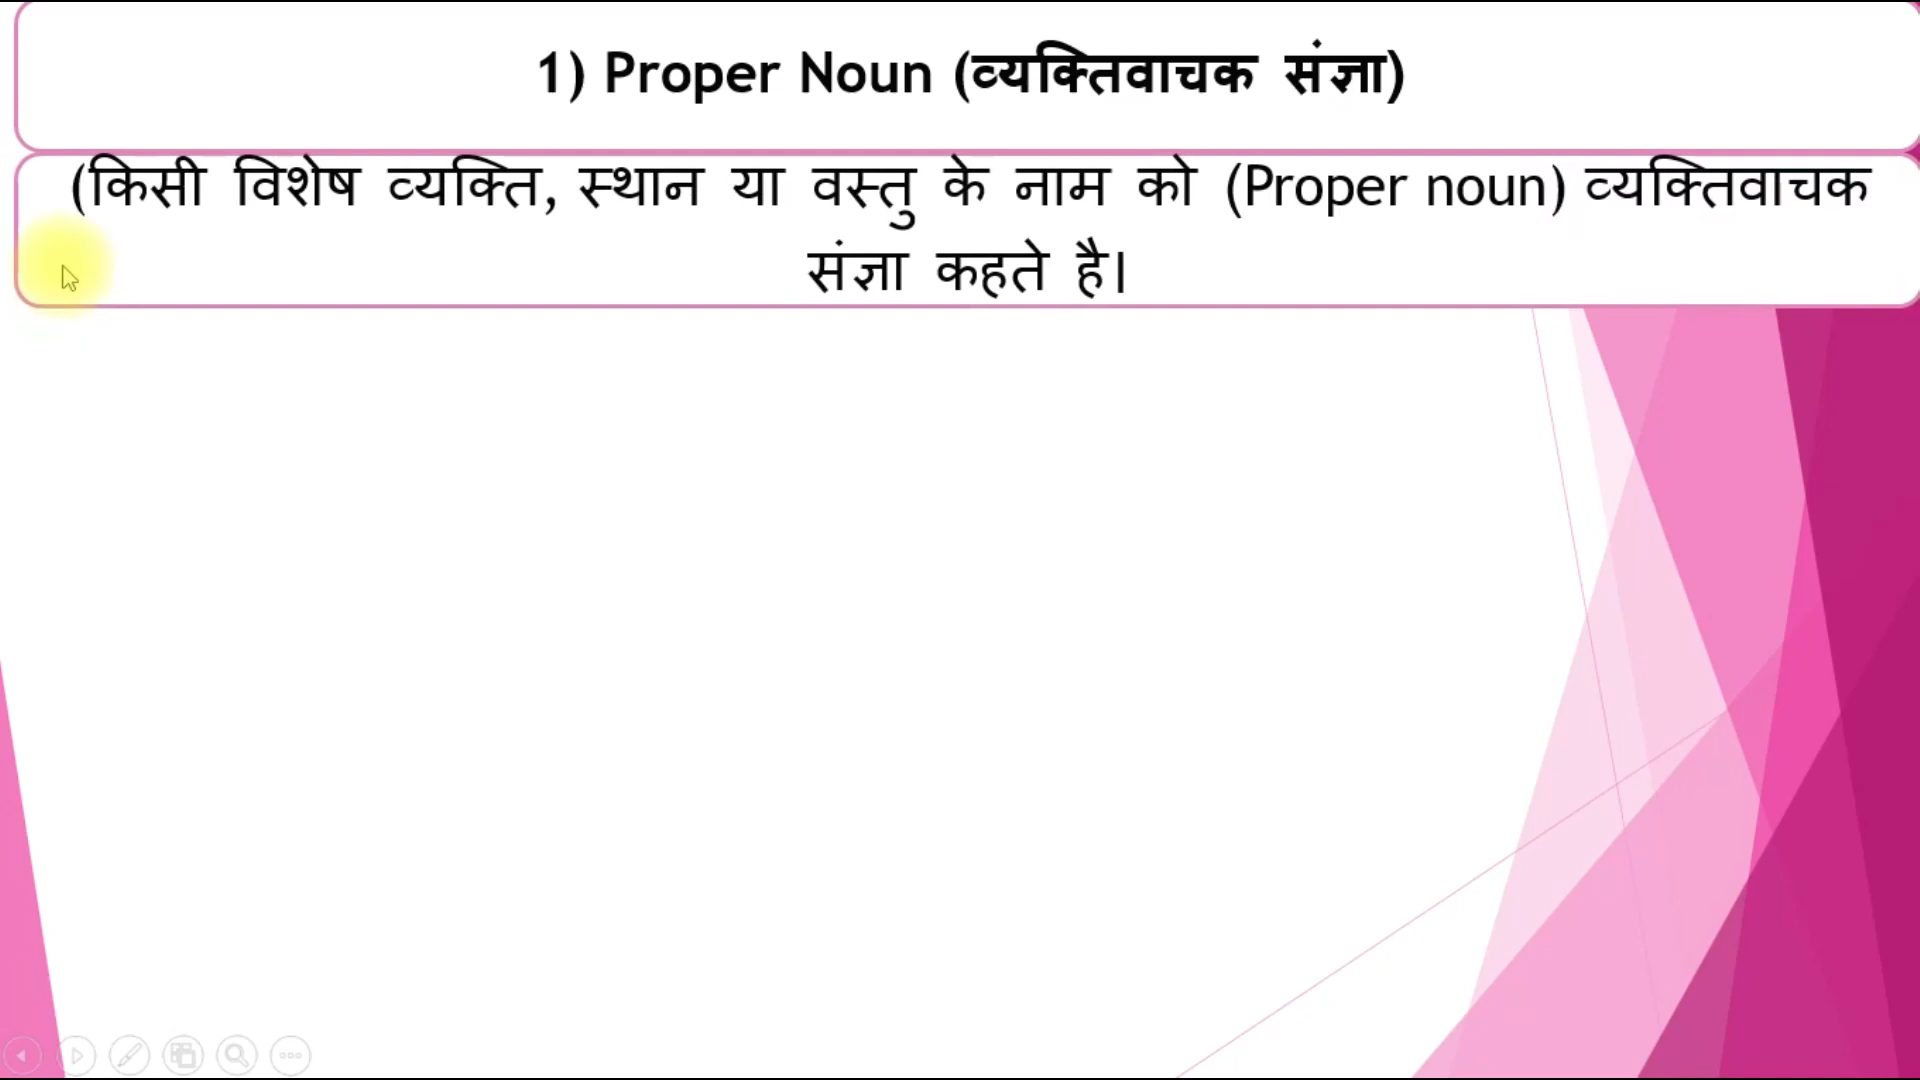 1) Proper Noun (व्यक्तिवाचक संज्ञा)
(किसी विशेष व्यक्ति, स्थान या वस्तु के नाम को (Proper noun) व्यक्तिवाचक
संज्ञा कहते है।